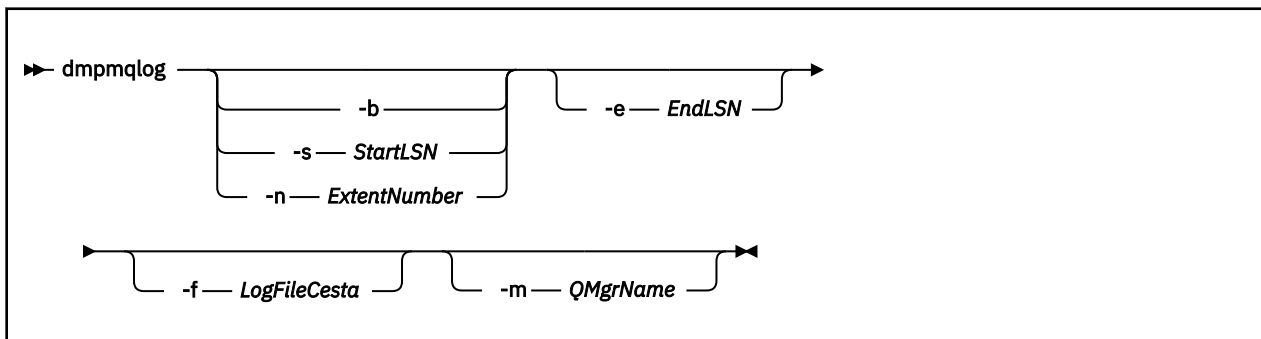 dmpmqlog
-b
-e EndLSN
-s StartLSN
-n ExtentNumber
-f LogFileCesta
-m QMgrName